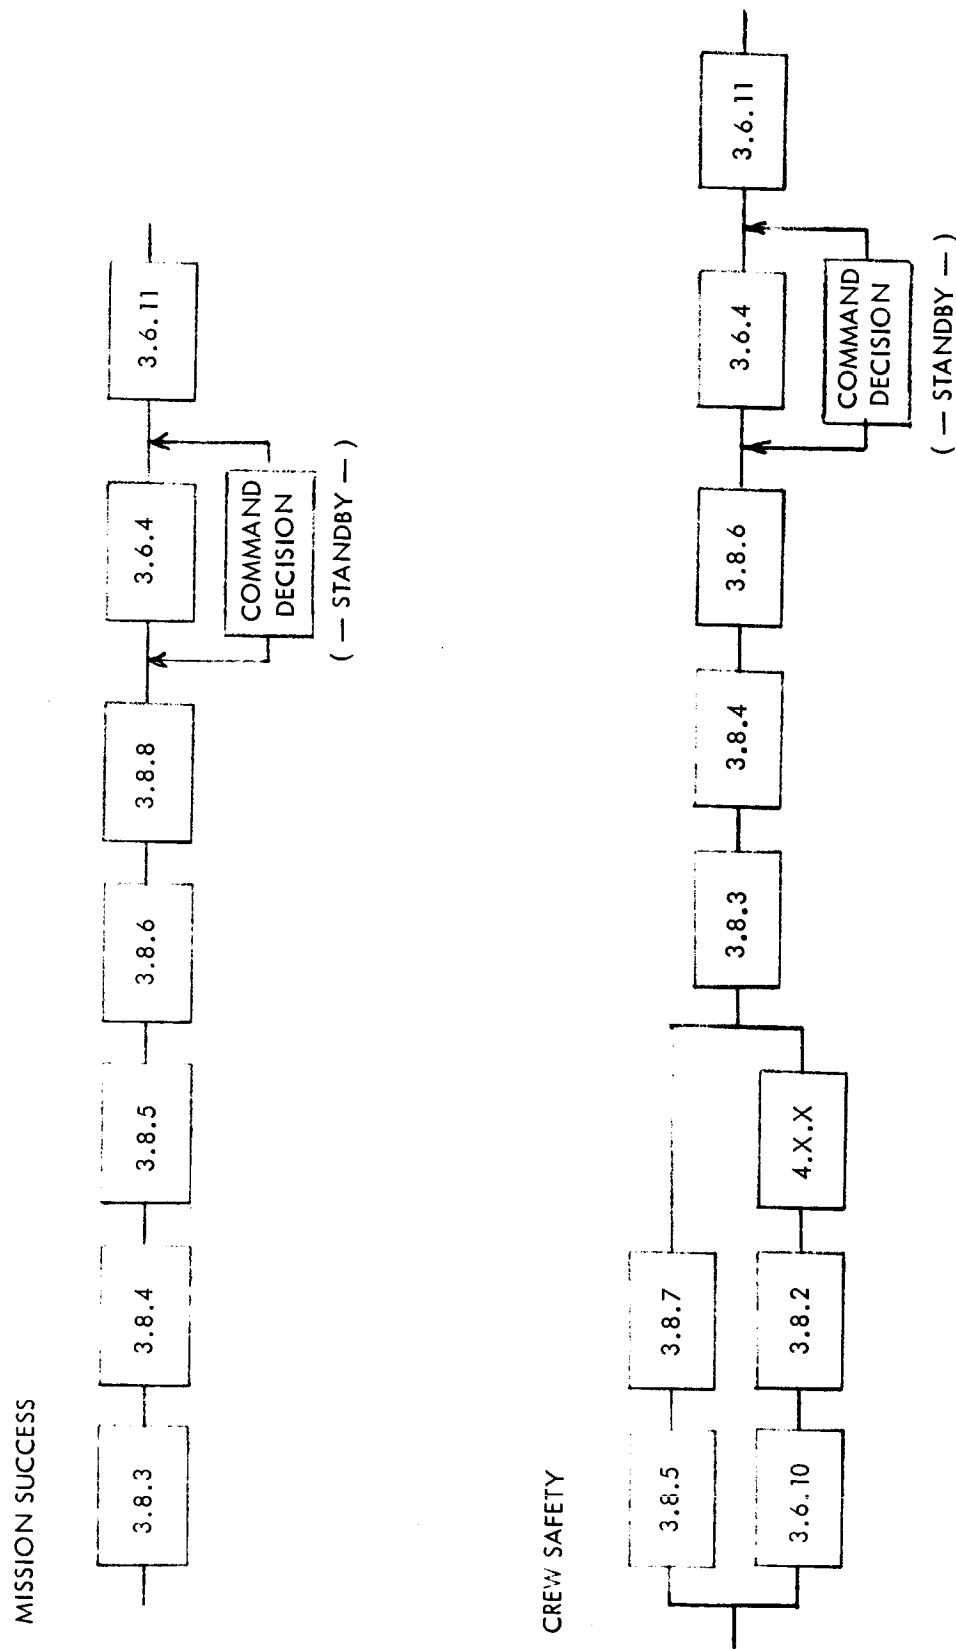 MISSION SUCCESS
3.8.3
3.8.4
3.8.5
3.8.6
3.8.8
3.6.4
3.6.11
COMMAND
DECISION
( — STANDBY — )
CREW SAFETY
3.8.5
3.8.7
3.6.10
3.8.2
4.X.X
3.8.3
3.8.4
3.8.6
3.6.4
3.6.11
COMMAND
DECISION
( — STANDBY — )